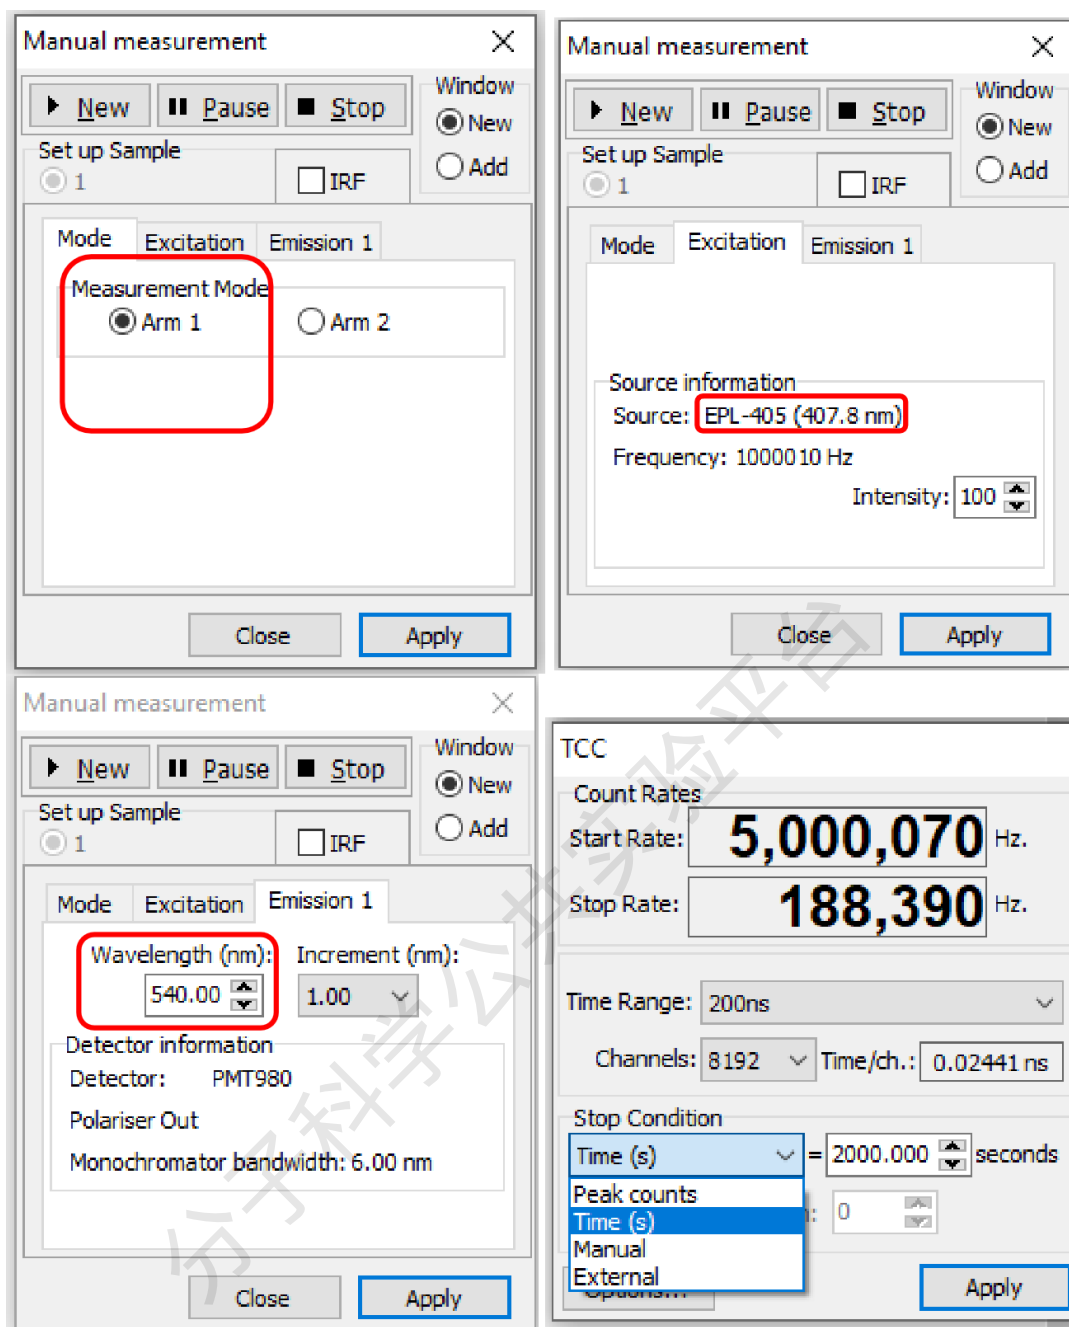 Manual measurement
New
Pause
Stop
Window
New
Add
Set up Sample
1
IRF
Mode
Excitation
Emission 1
Measurement Mode
Arm 1
Arm 2
Close
Apply
Manual measurement
New
Pause
Stop
Window
New
Add
Set up Sample
1
IRF
Mode
Excitation
Emission 1
Source information
Source: EPL-405 (407.8 nm)
Frequency: 1000010 Hz
Intensity: 100
Close
Apply
Manual measurement
New
Pause
Stop
Window
New
Add
Set up Sample
1
IRF
Mode
Excitation
Emission 1
Wavelength (nm):
Increment (nm):
540.00
1.00
Detector information
Detector: PMT980
Polariser Out
Monochromator bandwidth: 6.00 nm
Close
Apply
TCC
Count Rates
Start Rate: 5,000,070 Hz.
Stop Rate: 188,390 Hz.
Time Range: 200ns
Channels: 8192 Time/ch.: 0.02441 ns
Stop Condition
Time (s) = 2000.000 seconds
Peak counts
Time (s)
0
Manual
External
Options...
Apply
分子科学公共实验平台